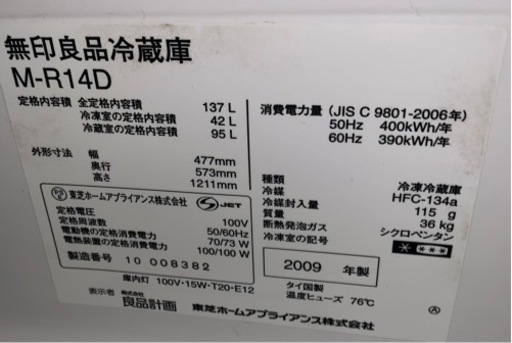 無印良品冷蔵庫
M-R14D
定格内容積 全定格内容積 137 L
冷凍室の定格内容積 42 L
冷蔵室の定格内容積 95 L
外形寸法 幅 477mm
奥行 573mm
高さ 1211mm
PSE 東芝ホームアプライアンス株式会社 JET
定格電圧 100V
定格周波数 50/60Hz
電動機の定格消費電力 70/73 W
電熱装置の定格消費電力 100/100 W
製造番号 10 008382
庫内灯 100V・15W・T20・E12
消費電力量 (JIS C 9801-2006年)
50Hz 400kWh/年
60Hz 390kWh/年
種類 冷凍冷蔵庫
冷媒 HFC-134a
冷媒封入量 115 g
質量 36 kg
断熱発泡ガス シクロペンタン
冷凍室の記号 * ***
2009 年製
タイ国製
温度ヒューズ 76℃
表示者 株式会社 良品計画 東芝ホームアプライアンス株式会社 Ⓐ